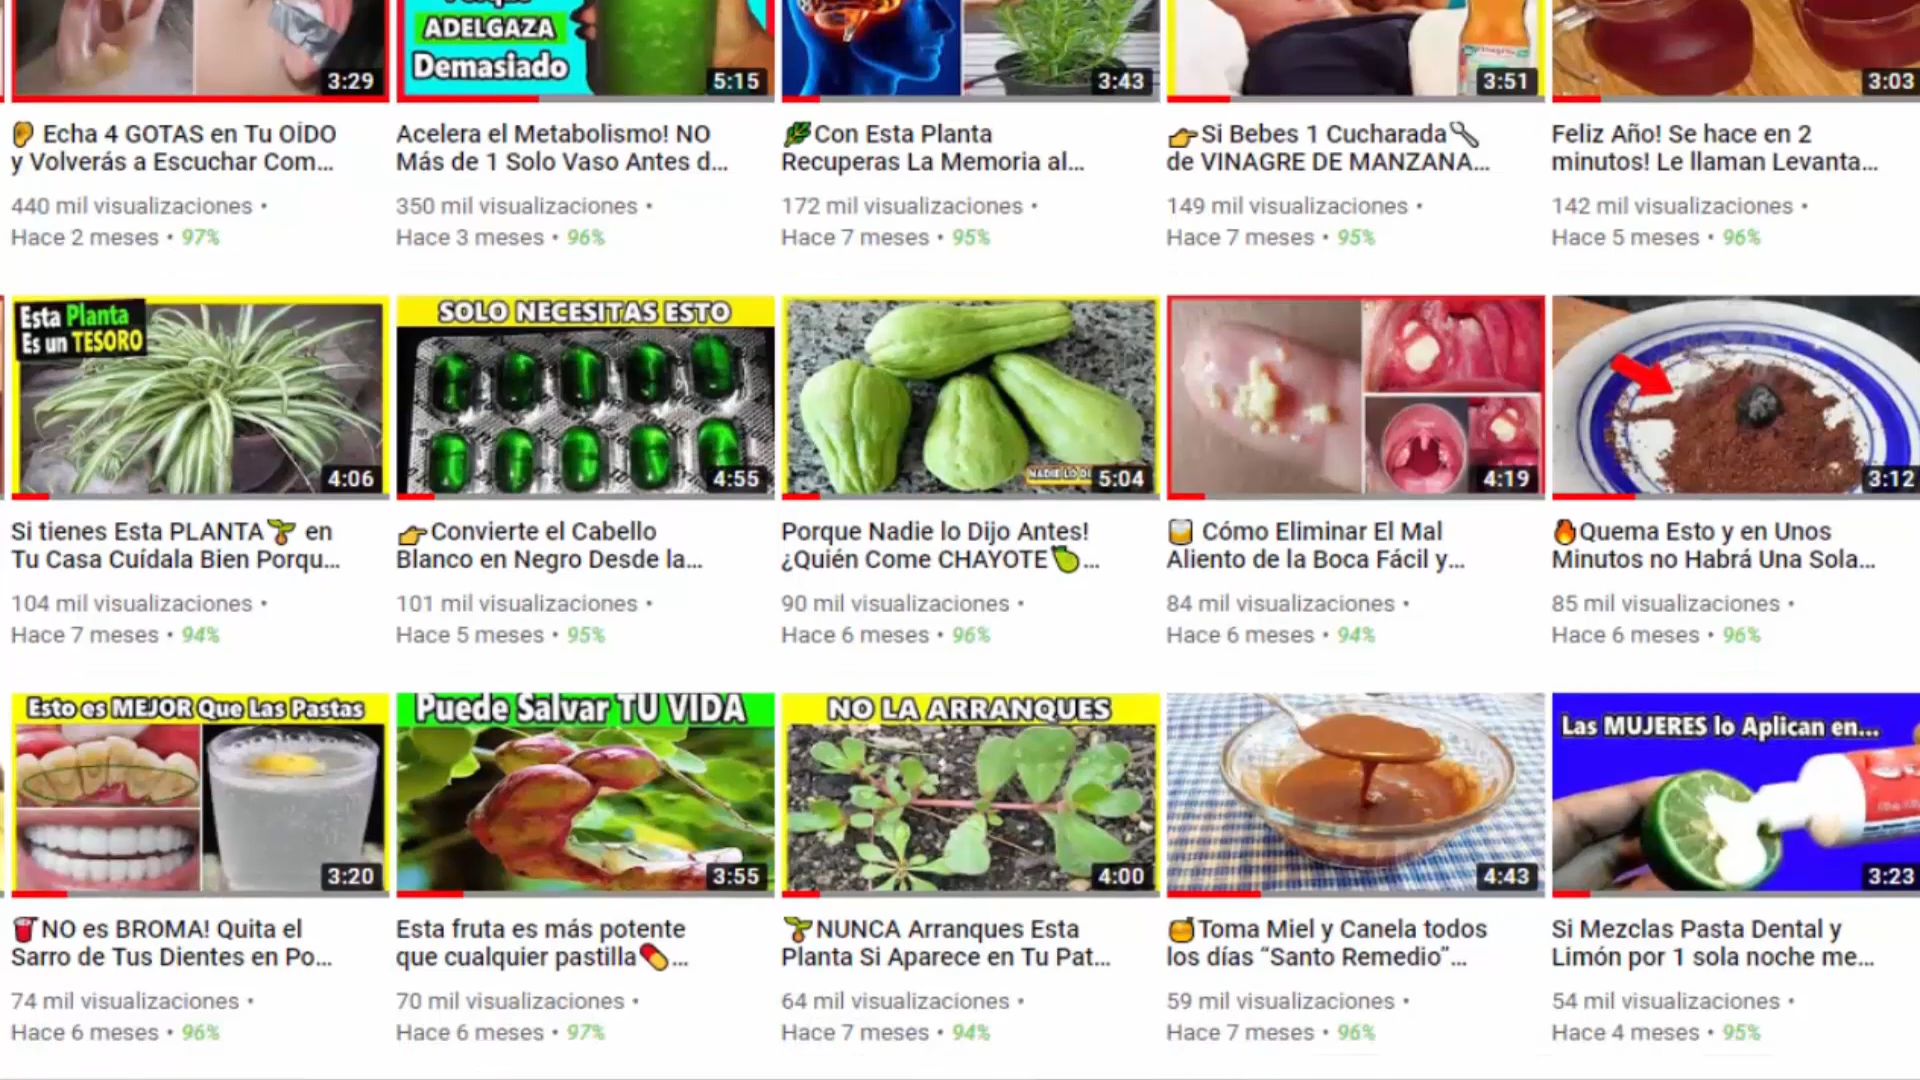 ADELGAZA
Demasiado
3:29
5:15
3:43
3:51
3:03
👂 Echa 4 GOTAS en Tu OÍDO
y Volverás a Escuchar Com...
440 mil visualizaciones •
Hace 2 meses • 97%
Acelera el Metabolismo! NO
Más de 1 Solo Vaso Antes d...
350 mil visualizaciones •
Hace 3 meses • 96%
🌿Con Esta Planta
Recuperas La Memoria al...
172 mil visualizaciones •
Hace 7 meses • 95%
👉Si Bebes 1 Cucharada🥄
de VINAGRE DE MANZANA...
149 mil visualizaciones •
Hace 7 meses • 95%
Feliz Año! Se hace en 2
minutos! Le llaman Levanta...
142 mil visualizaciones •
Hace 5 meses • 96%
Esta Planta
Es un TESORO
4:06
SOLO NECESITAS ESTO
4:55
NADIE LO DI
5:04
4:19
3:12
Si tienes Esta PLANTA🌱 en
Tu Casa Cuídala Bien Porqu...
104 mil visualizaciones •
Hace 7 meses • 94%
👉Convierte el Cabello
Blanco en Negro Desde la...
101 mil visualizaciones •
Hace 5 meses • 95%
Porque Nadie lo Dijo Antes!
¿Quién Come CHAYOTE🍐...
90 mil visualizaciones •
Hace 6 meses • 96%
🥃 Cómo Eliminar El Mal
Aliento de la Boca Fácil y...
84 mil visualizaciones •
Hace 6 meses • 94%
🔥Quema Esto y en Unos
Minutos no Habrá Una Sola...
85 mil visualizaciones •
Hace 6 meses • 96%
Esto es MEJOR Que Las Pastas
3:20
Puede Salvar TU VIDA
3:55
NO LA ARRANQUES
4:00
4:43
Las MUJERES lo Aplican en...
3:23
🥤NO es BROMA! Quita el
Sarro de Tus Dientes en Po...
74 mil visualizaciones •
Hace 6 meses • 96%
Esta fruta es más potente
que cualquier pastilla💊...
70 mil visualizaciones •
Hace 6 meses • 97%
🌱NUNCA Arranques Esta
Planta Si Aparece en Tu Pat...
64 mil visualizaciones •
Hace 7 meses • 94%
🍯Toma Miel y Canela todos
los días “Santo Remedio”...
59 mil visualizaciones •
Hace 7 meses • 96%
Si Mezclas Pasta Dental y
Limón por 1 sola noche me...
54 mil visualizaciones •
Hace 4 meses • 95%